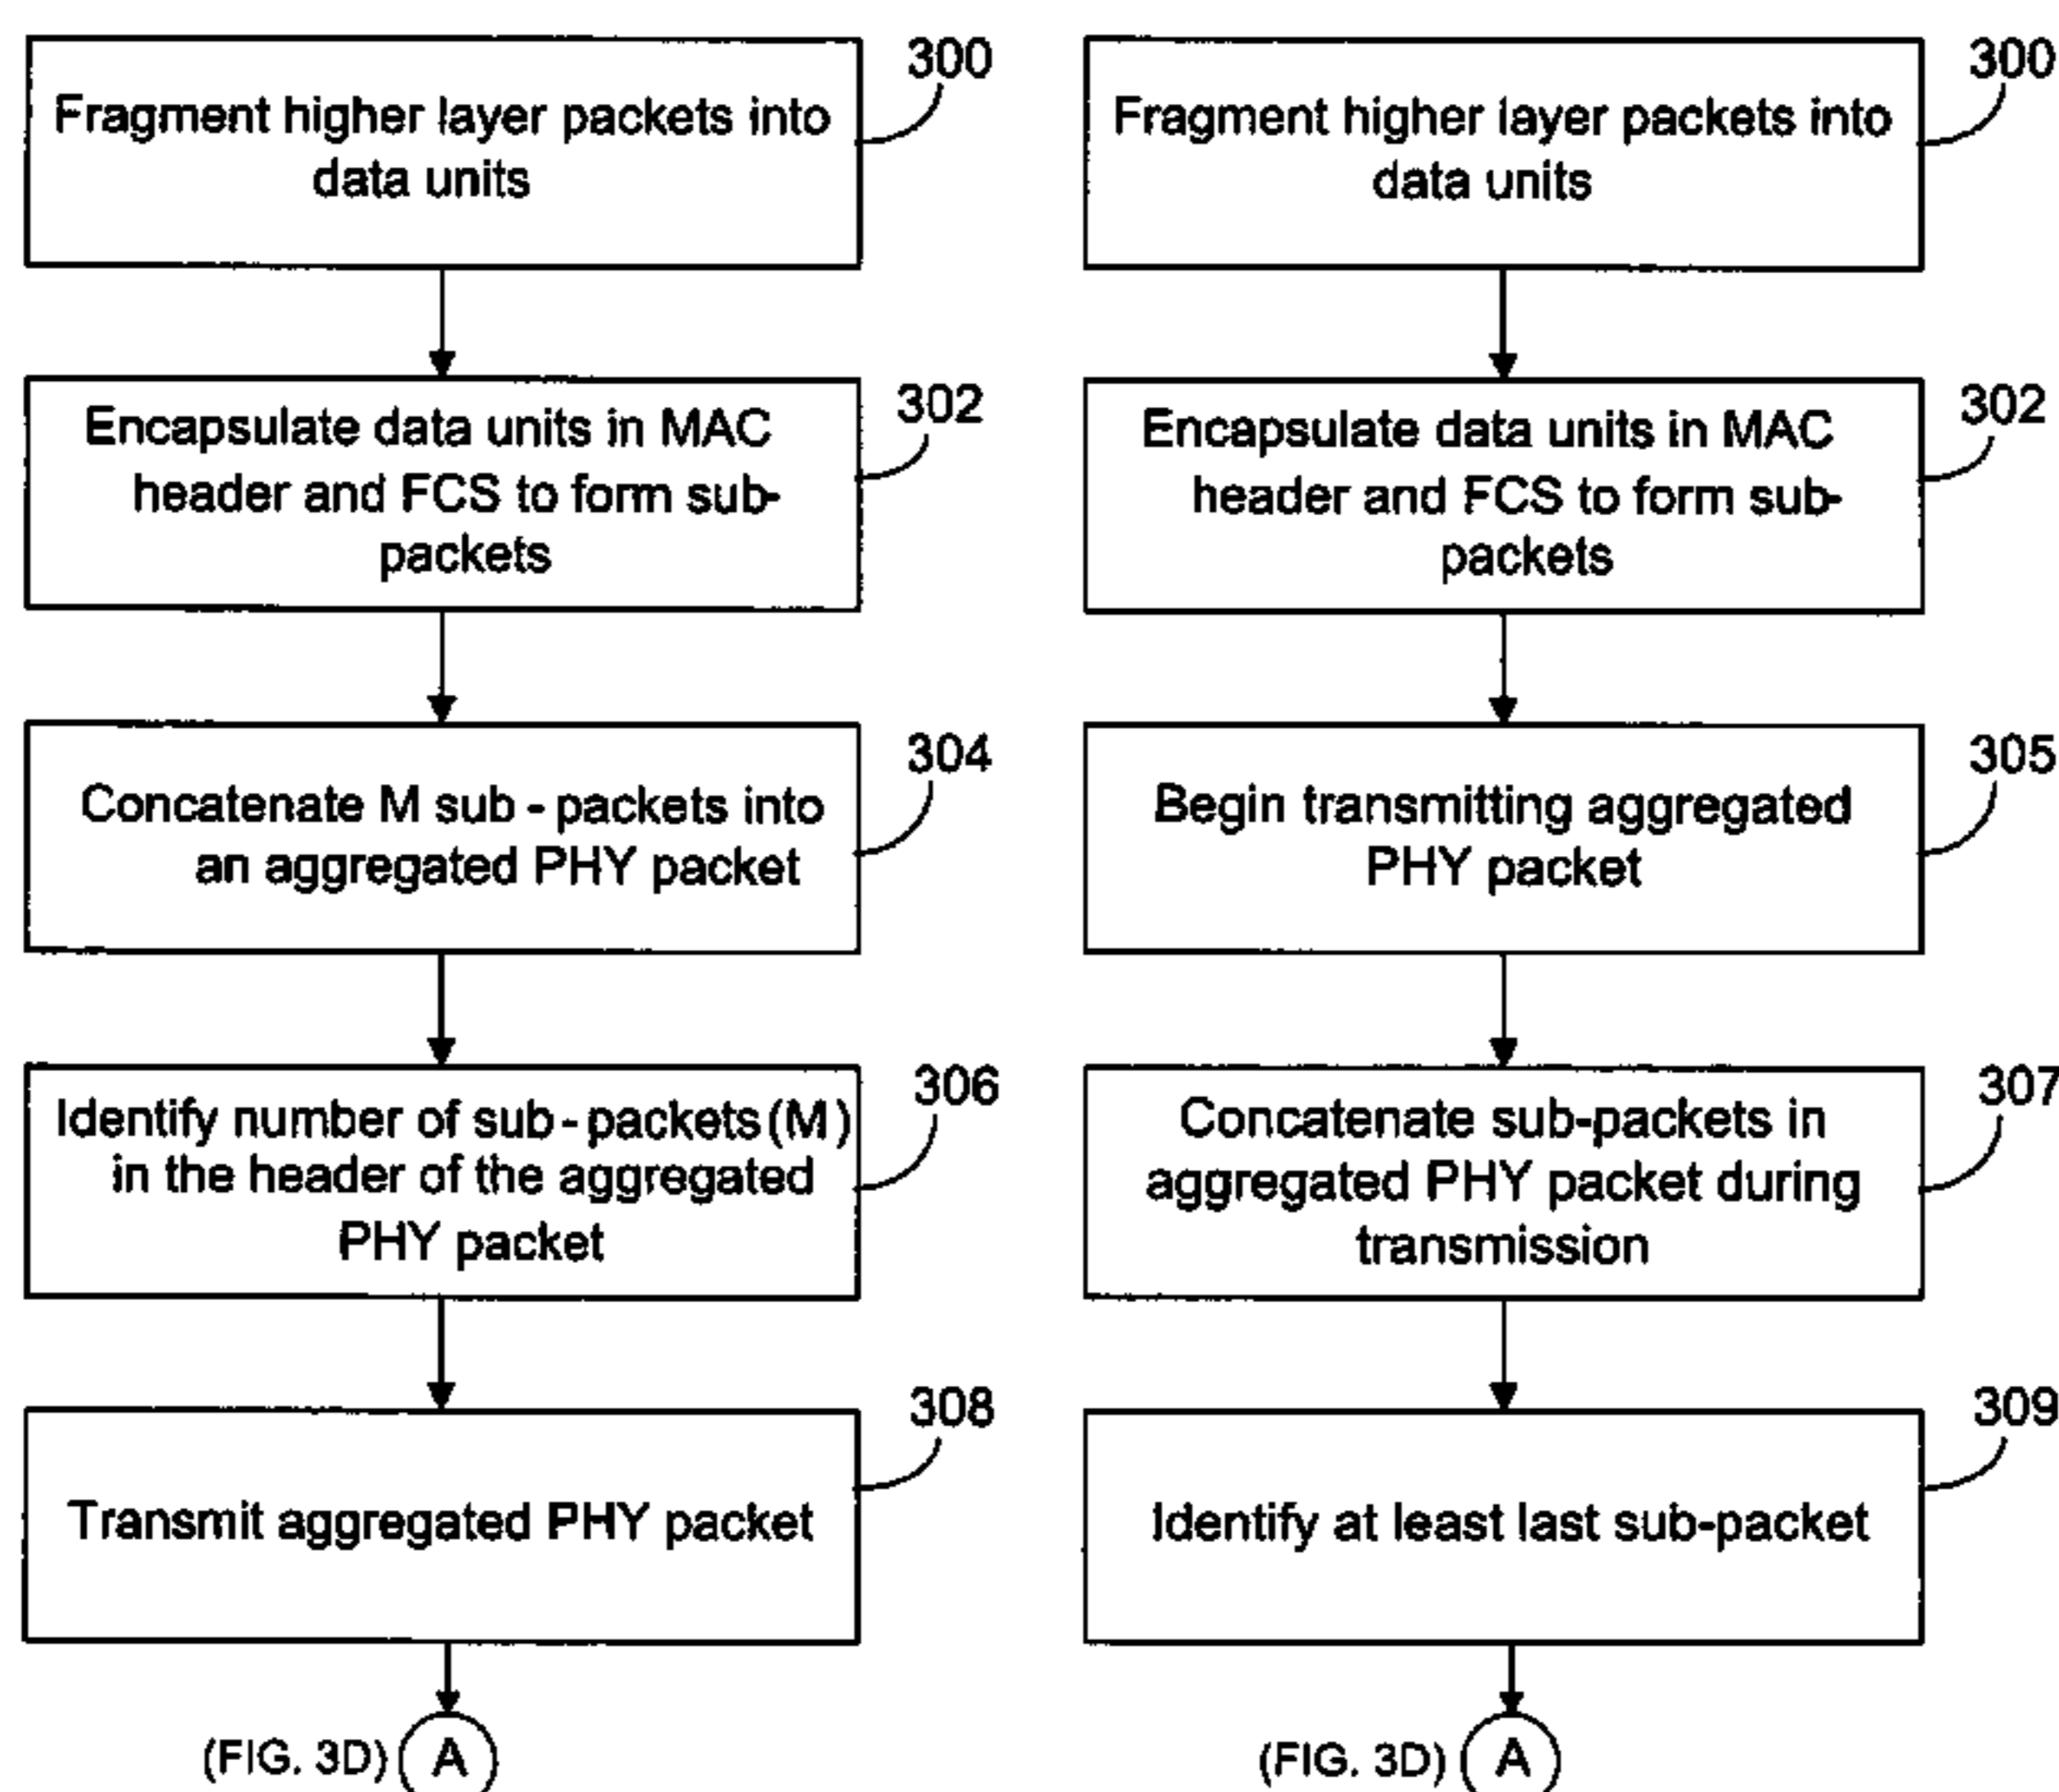 300
Fragment higher layer packets into
data units
302
Encapsulate data units in MAC
header and FCS to form sub-
packets
304
Concatenate M sub - packets into
an aggregated PHY packet
306
Identify number of sub - packets (M)
in the header of the aggregated
PHY packet
308
Transmit aggregated PHY packet
(FIG. 3D) A
300
Fragment higher layer packets into
data units
302
Encapsulate data units in MAC
header and FCS to form sub-
packets
305
Begin transmitting aggregated
PHY packet
307
Concatenate sub-packets in
aggregated PHY packet during
transmission
309
Identify at least last sub-packet
(FIG. 3D) A